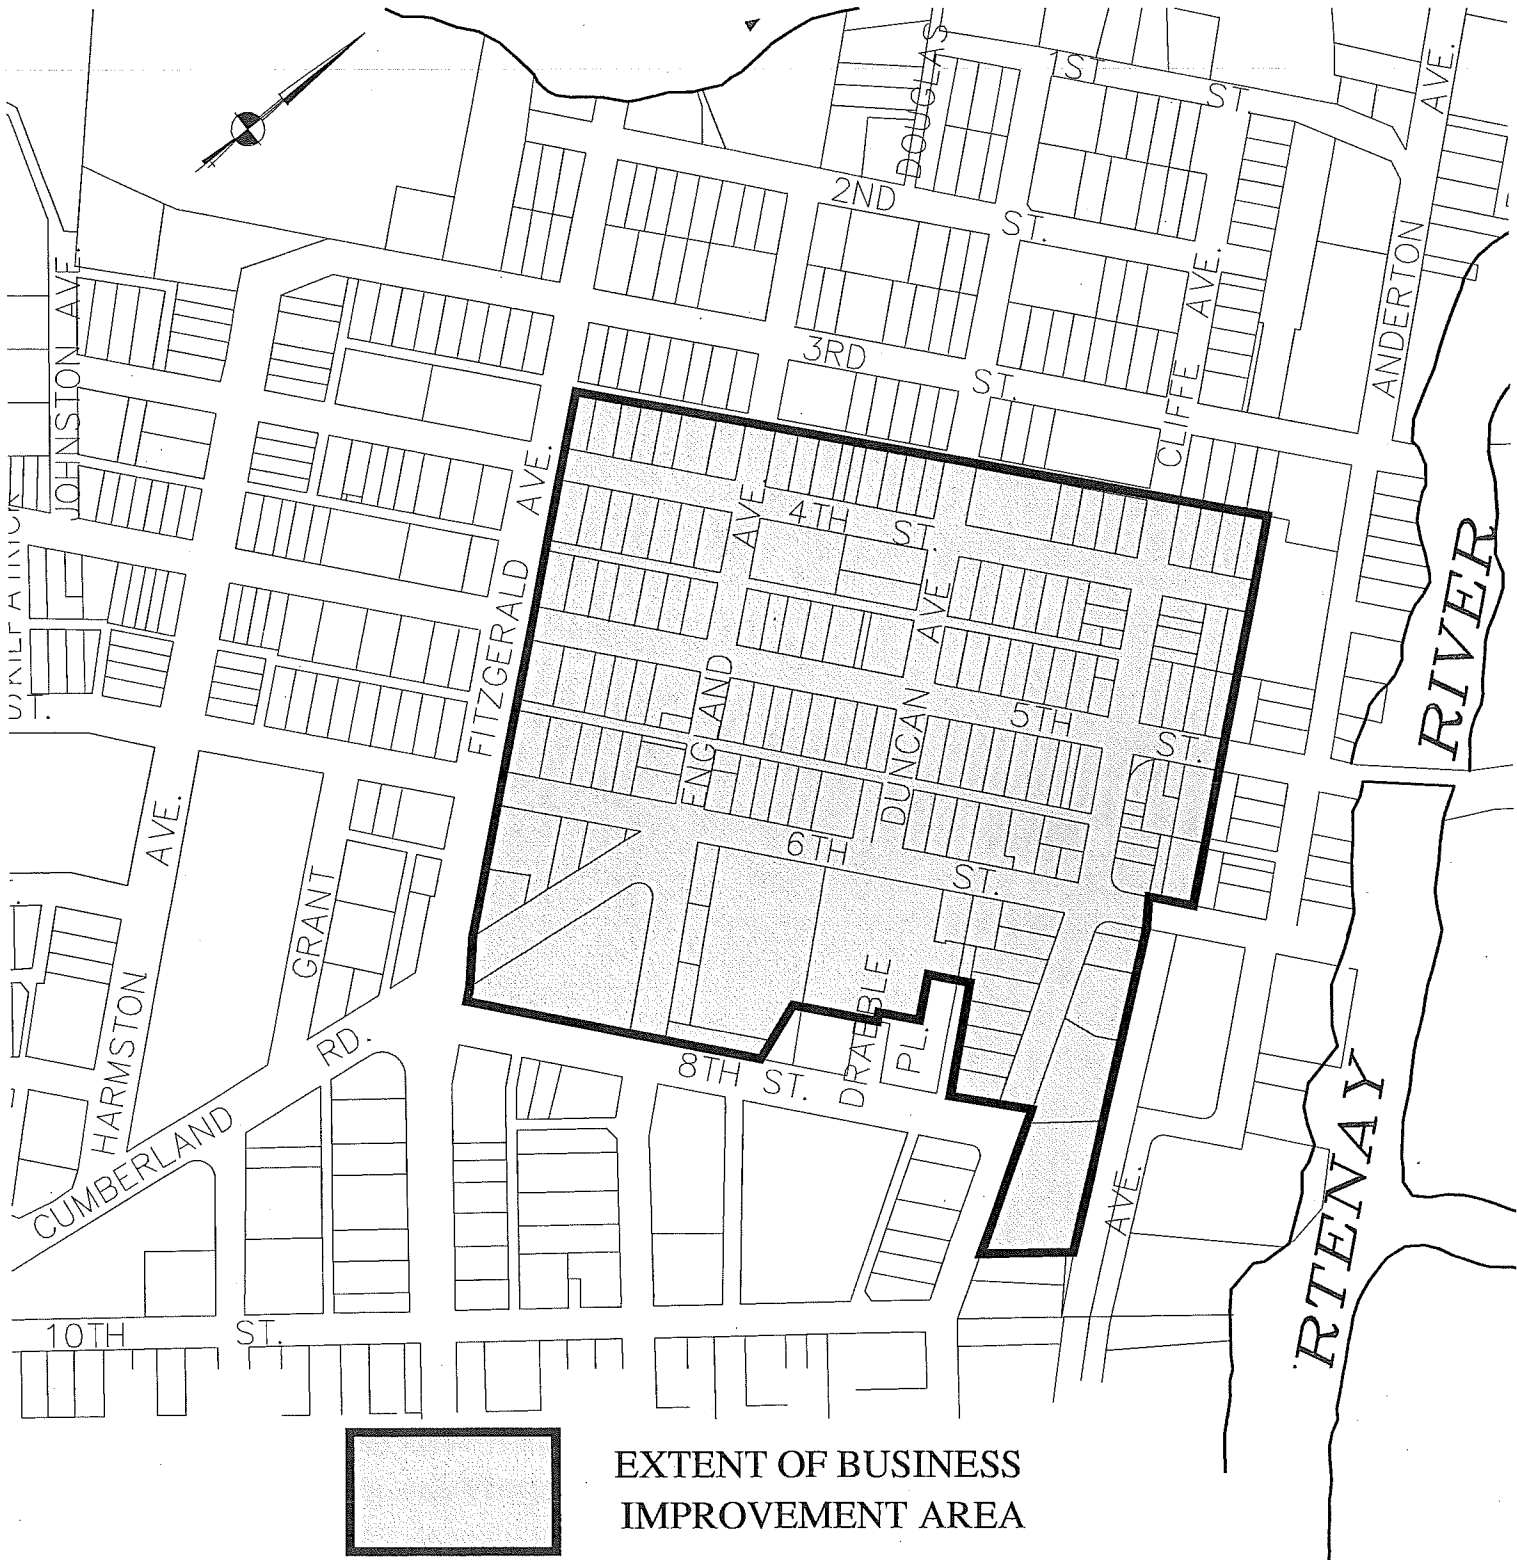 DOUGLAS
ST.
AVE.
2ND ST.
JOHNSTON AVE.
3RD ST.
CLIFFE AVE.
ANDERTON
FITZGERALD AVE.
4TH ST.
ENGLAND AVE.
DUNCAN AVE.
5TH ST.
RIVER
ST.
AVE.
6TH ST.
GRANT
HARMSTON
CUMBERLAND RD.
8TH ST.
DRAEBLE PL.
AVE.
RTENAY
10TH ST.
EXTENT OF BUSINESS
IMPROVEMENT AREA